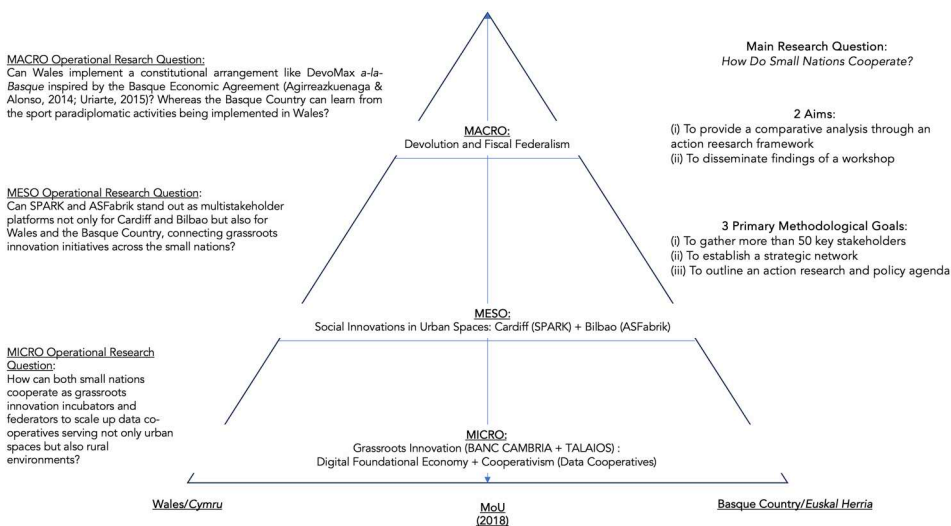 MACRO Operational Resarch Question:
Can Wales implement a constitutional arrangement like DevoMax a-la-
Basque inspired by the Basque Economic Agreement (Agirreazkuenaga &
Alonso, 2014; Uriarte, 2015)? Whereas the Basque Country can learn from
the sport paradiplomatic activities being implemented in Wales?
MESO Operational Research Question:
Can SPARK and ASFabrik stand out as multistakeholder
platforms not only for Cardiff and Bilbao but also for
Wales and the Basque Country, connecting grassroots
innovation initiatives across the small nations?
MICRO Operational Research
Question:
How can both small nations
cooperate as grassroots
innovation incubators and
federators to scale up data co-
operatives serving not only urban
spaces but also rural
environments?
MACRO:
Devolution and Fiscal Federalism
MESO:
Social Innovations in Urban Spaces: Cardiff (SPARK) + Bilbao (ASFabrik)
MICRO:
Grassroots Innovation (BANC CAMBRIA + TALAIOS) :
Digital Foundational Economy + Cooperativism (Data Cooperatives)
Wales/Cymru
MoU
(2018)
Basque Country/Euskal Herria
Main Research Question:
How Do Small Nations Cooperate?
2 Aims:
(i) To provide a comparative analysis through an
action reesarch framework
(ii) To disseminate findings of a workshop
3 Primary Methodological Goals:
(i) To gather more than 50 key stakeholders
(ii) To establish a strategic network
(iii) To outline an action research and policy agenda